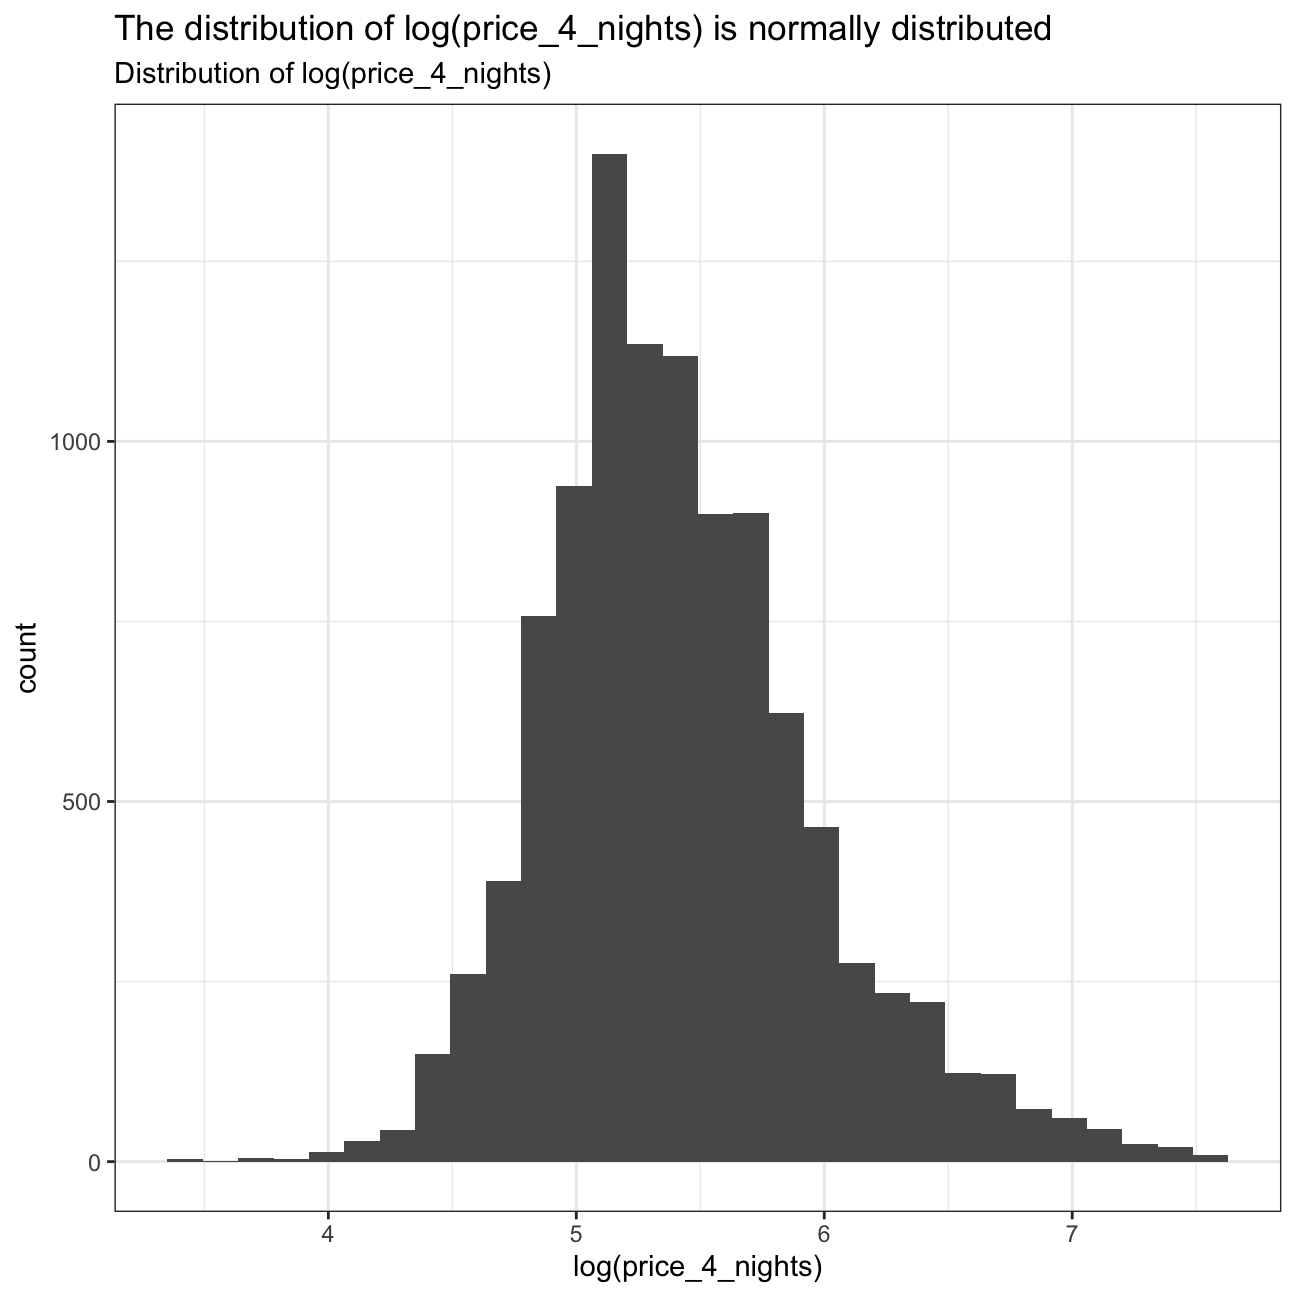 The distribution of log(price_4_nights) is normally distributed
Distribution of log(price_4_nights)
count
1000
500
0
4 5 6 7
log(price_4_nights)